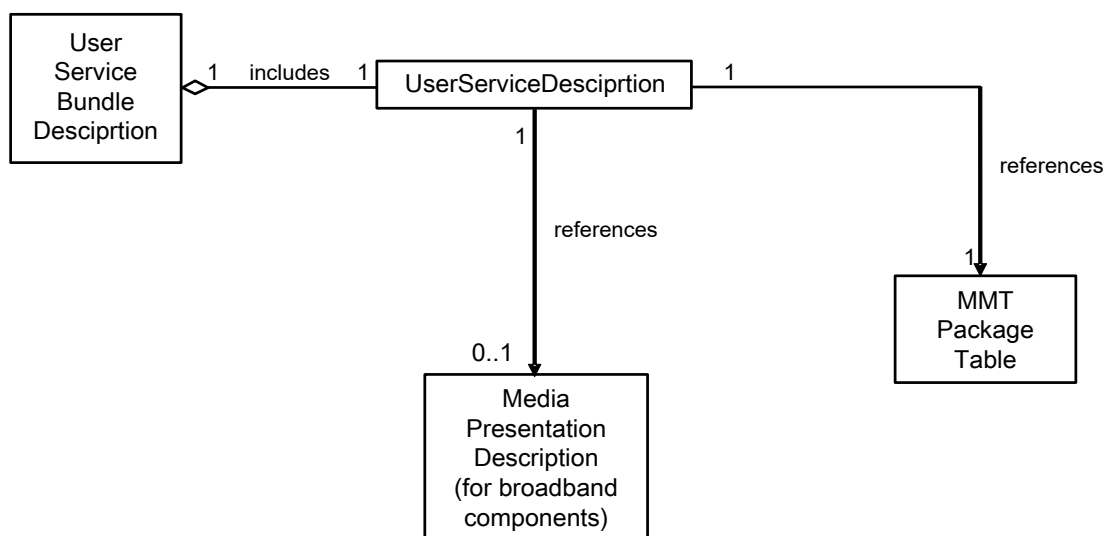 User
Service
Bundle
Desciprtion
1 includes 1
UserServiceDesciprtion
1
1
references
references
1
0..1
MMT
Package
Table
Media
Presentation
Description
(for broadband
components)